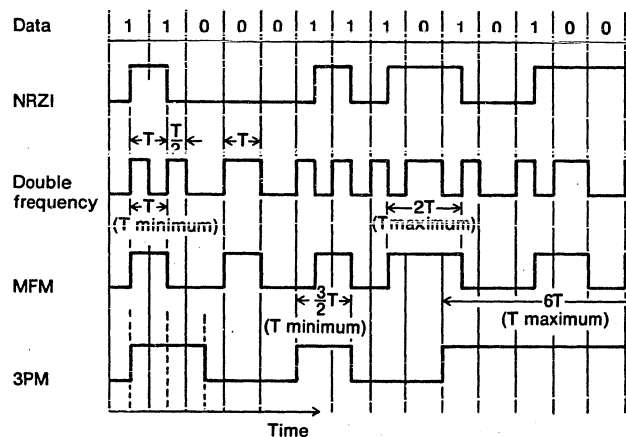 Data 1 1 0 0 0 1 1 1 0 1 0 1 0 0
NRZI
T T/2 T
Double
frequency
T 2T
(T minimum) (T maximum)
MFM
3/2 T 6T
(T minimum) (T maximum)
3PM
Time